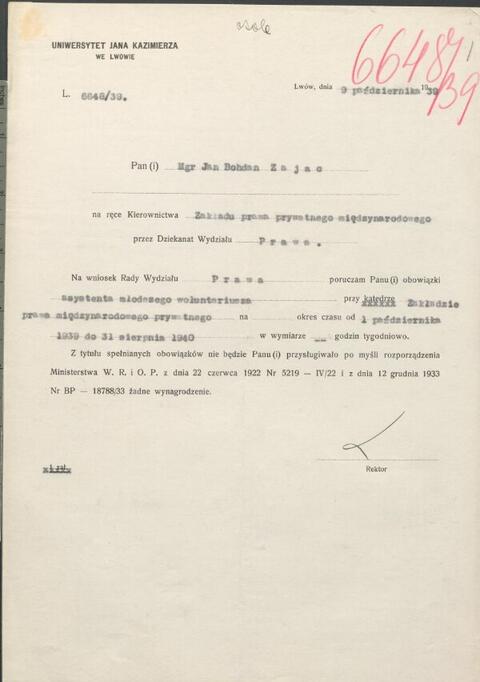 osole
UNIWERSYTET JANA KAZIMIERZA
WE LWOWIE
6648/39
1
L. 6648/39.
Lwów, dnia 9 października 1939
Pan (i) Mgr Jan Bohdan Z a j a c
na ręce Kierownictwa Zakładu prawa prywatnego międzynarodowego
przez Dziekanat Wydziału P r a w a .
Na wniosek Rady Wydziału P r a w a poruczam Panu (i) obowiązki
asystenta młodszego woluntariusza przy katedrze Zakładzie
prawa międzynarodowego prywatnego na okres czasu od 1 października
1939 do 31 sierpnia 1940 w wymiarze — godzin tygodniowo.
Z tytułu spełnianych obowiązków nie będzie Panu (i) przysługiwało po myśli rozporządzenia
Ministerstwa W. R. i O. P. z dnia 22 czerwca 1922 Nr 5219 — IV/22 i z dnia 12 grudnia 1933
Nr BP — 18788/33 żadne wynagrodzenie.
Rektor